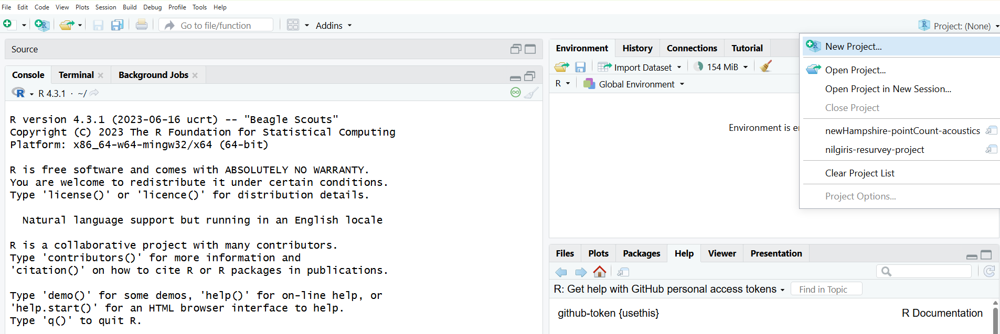 File Edit Code View Plots Session Build Debug Profile Tools Help
Go to file/function Addins Project: (None)
Source
Console Terminal Background Jobs
R 4.3.1 · ~/
R version 4.3.1 (2023-06-16 ucrt) -- "Beagle Scouts"
Copyright (C) 2023 The R Foundation for Statistical Computing
Platform: x86_64-w64-mingw32/x64 (64-bit)
R is free software and comes with ABSOLUTELY NO WARRANTY.
You are welcome to redistribute it under certain conditions.
Type 'license()' or 'licence()' for distribution details.
Natural language support but running in an English locale
R is a collaborative project with many contributors.
Type 'contributors()' for more information and
'citation()' on how to cite R or R packages in publications.
Type 'demo()' for some demos, 'help()' for on-line help, or
'help.start()' for an HTML browser interface to help.
Type 'q()' to quit R.
Environment History Connections Tutorial
Import Dataset 154 MiB
R Global Environment
Environment is e
New Project...
Open Project...
Open Project in New Session...
Close Project
newHampshire-pointCount-acoustics
nilgiris-resurvey-project
Clear Project List
Project Options...
Files Plots Packages Help Viewer Presentation
R: Get help with GitHub personal access tokens Find in Topic
github-token {usethis} R Documentation